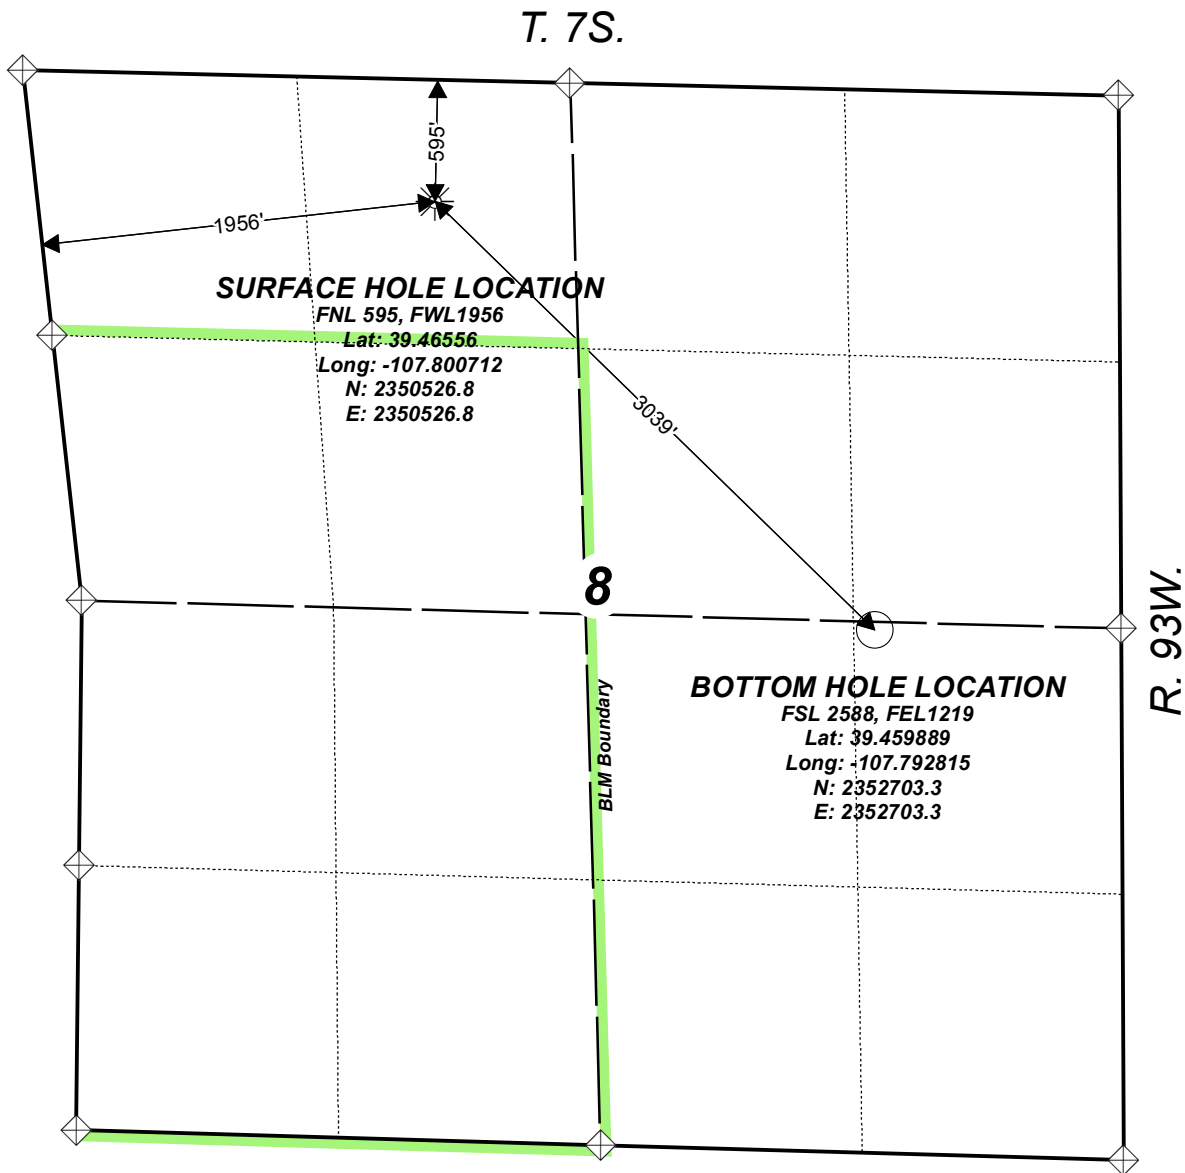 T. 7S.
595'
1956'
SURFACE HOLE LOCATION
FNL 595, FWL1956
Lat: 39.46556
Long: -107.800712
N: 2350526.8
E: 2350526.8
3039'
8
R. 93W.
BLM Boundary
BOTTOM HOLE LOCATION
FSL 2588, FEL1219
Lat: 39.459889
Long: -107.792815
N: 2352703.3
E: 2352703.3